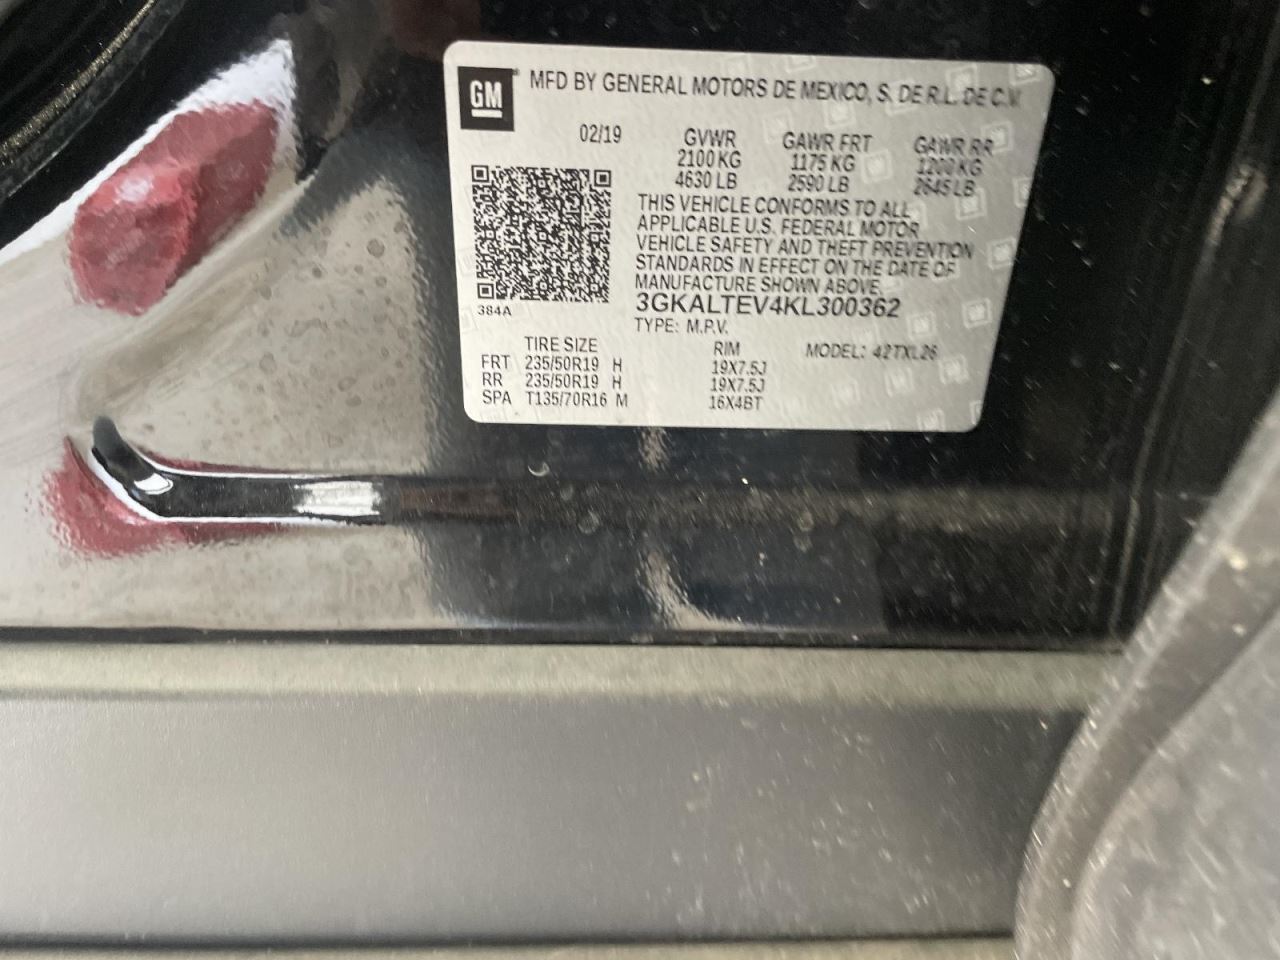 GM
MFD BY GENERAL MOTORS DE MEXICO, S. DE R.L. DE C.V.
02/19 GVWR GAWR FRT GAWR RR
2100 KG 1175 KG 1200 KG
4630 LB 2590 LB 2645 LB
THIS VEHICLE CONFORMS TO ALL
APPLICABLE U.S. FEDERAL MOTOR
VEHICLE SAFETY AND THEFT PREVENTION
STANDARDS IN EFFECT ON THE DATE OF
MANUFACTURE SHOWN ABOVE.
384A 3GKALTEV4KL300362
TYPE: M.P.V.
TIRE SIZE RIM MODEL: 42TXL26
FRT 235/50R19 H 19X7.5J
RR 235/50R19 H 19X7.5J
SPA T135/70R16 M 16X4BT